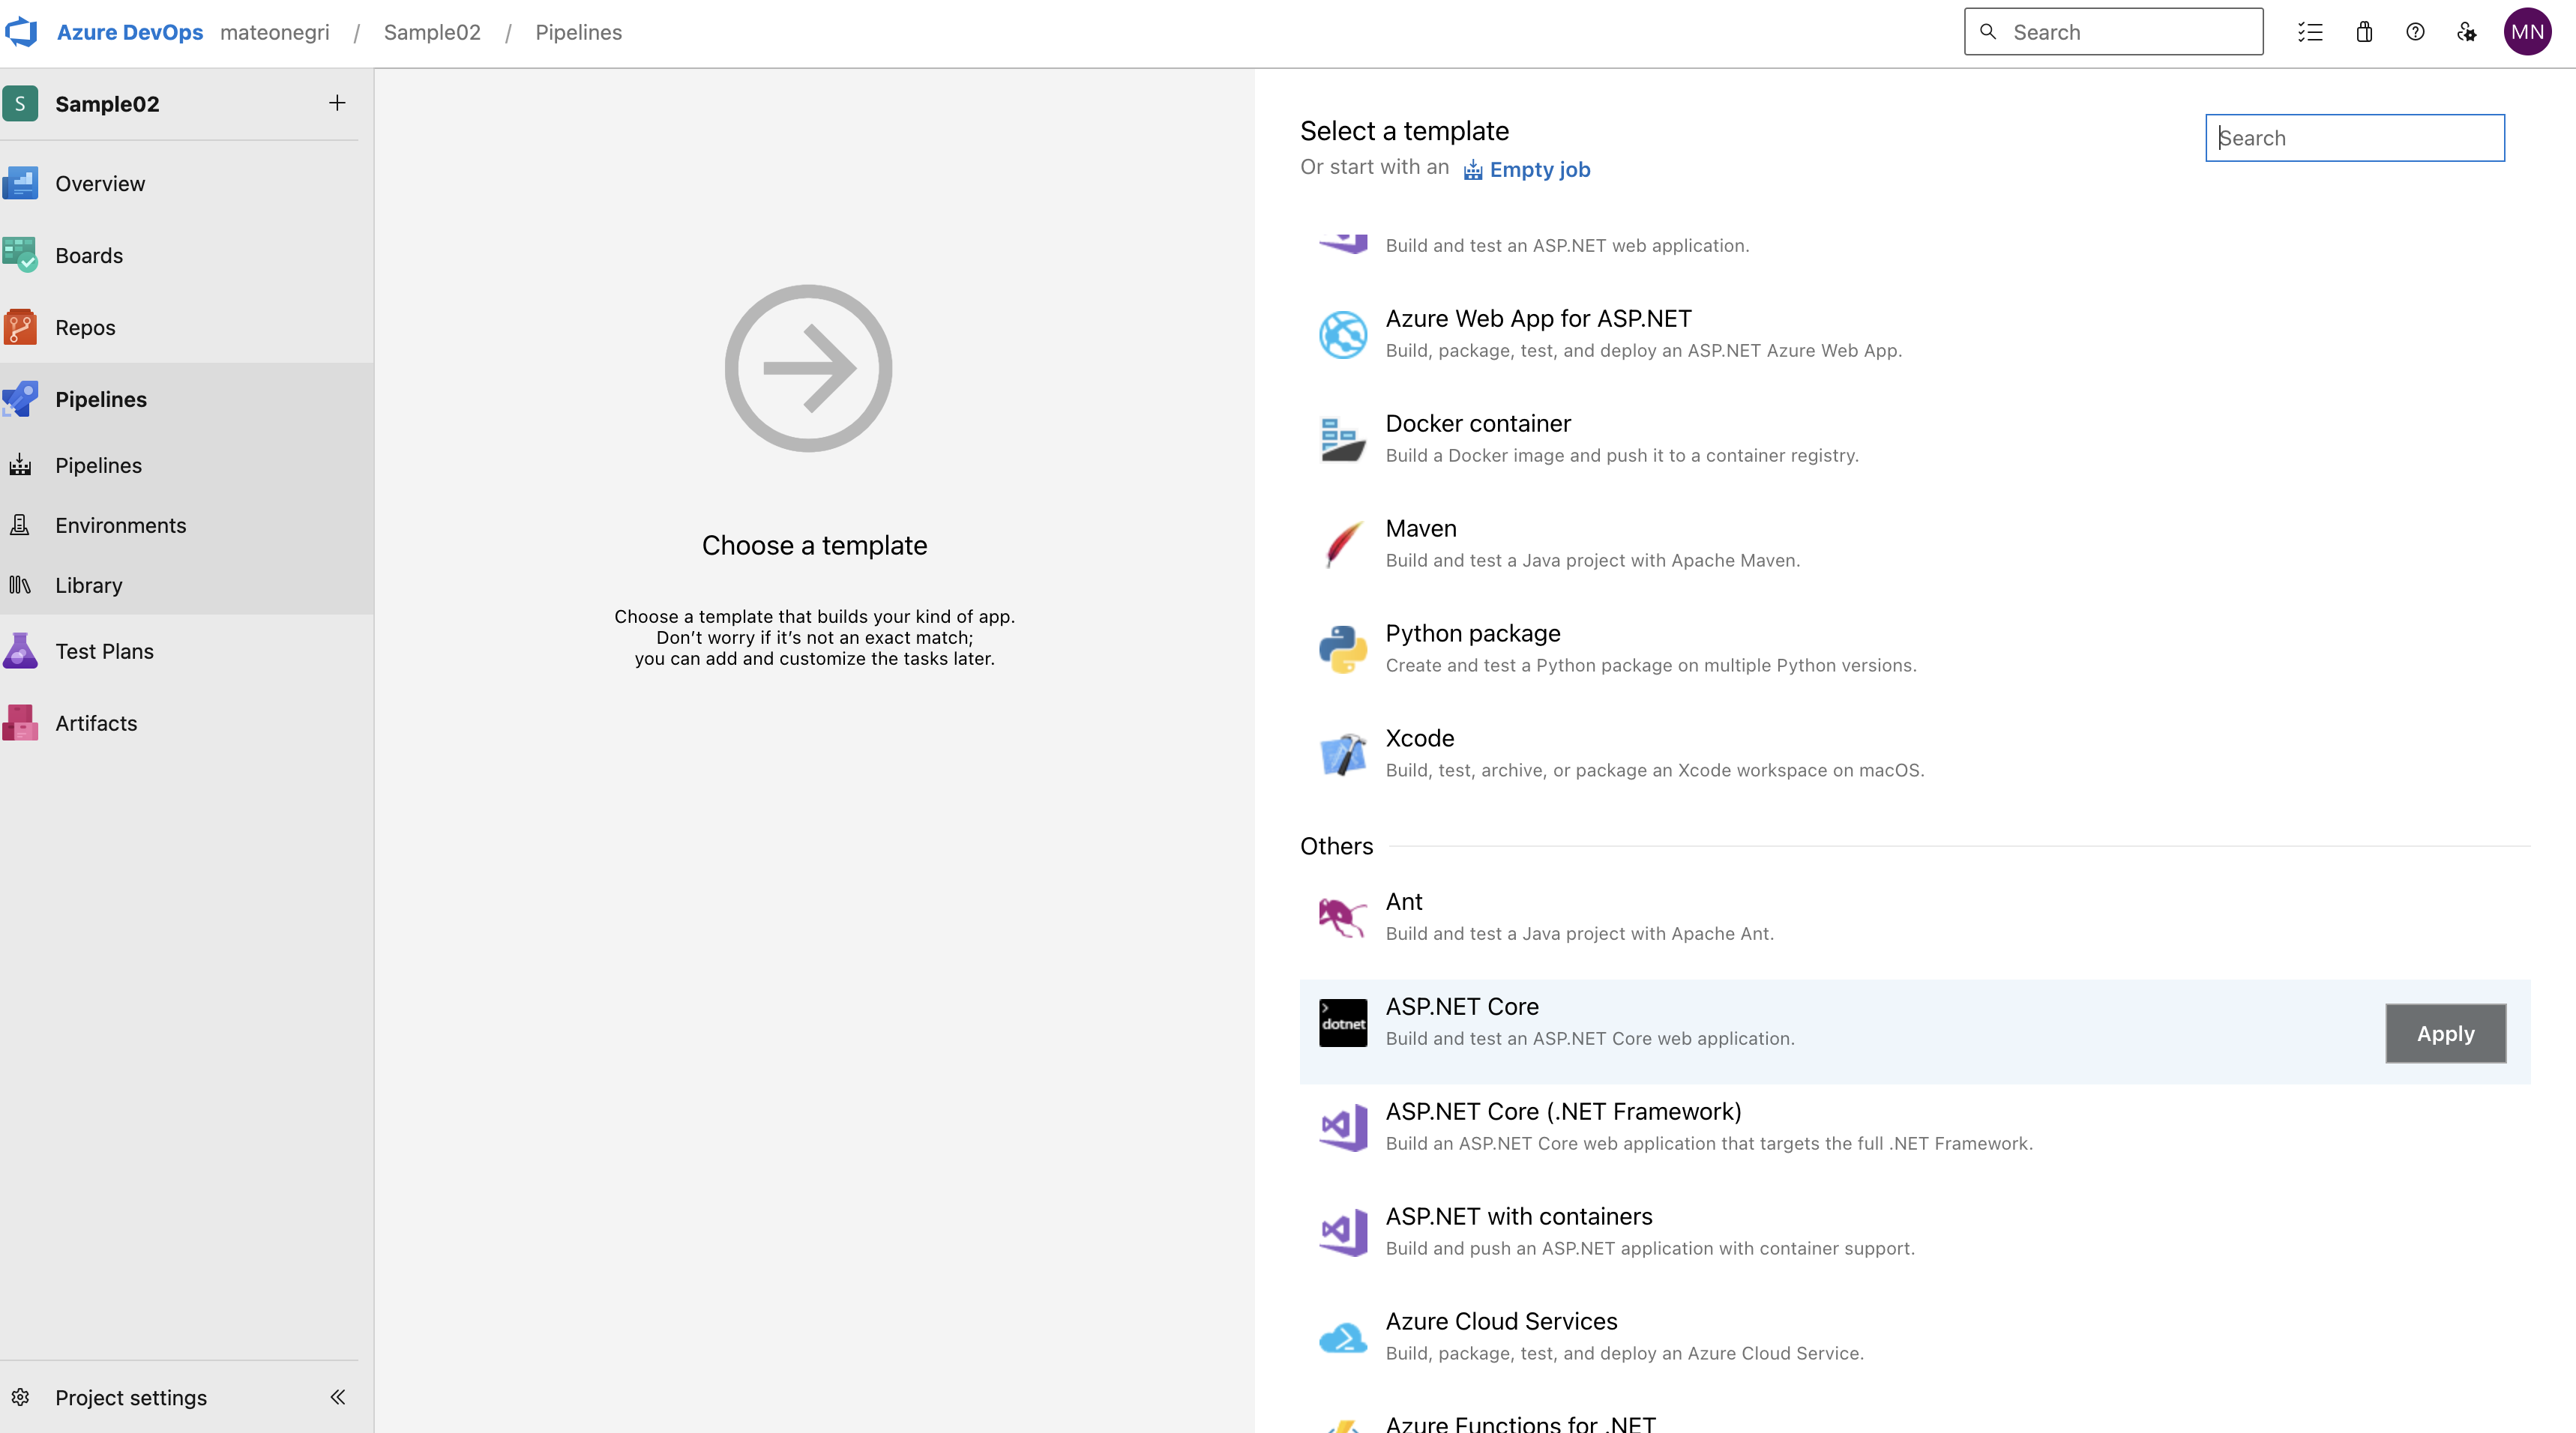 Azure DevOps mateonegri / Sample02 / Pipelines
Search
MN
S Sample02
Overview
Boards
Repos
Pipelines
Pipelines
Environments
Library
Test Plans
Artifacts
Project settings
Choose a template
Choose a template that builds your kind of app.
Don’t worry if it’s not an exact match;
you can add and customize the tasks later.
Select a template
Search
Or start with an Empty job
Build and test an ASP.NET web application.
Azure Web App for ASP.NET
Build, package, test, and deploy an ASP.NET Azure Web App.
Docker container
Build a Docker image and push it to a container registry.
Maven
Build and test a Java project with Apache Maven.
Python package
Create and test a Python package on multiple Python versions.
Xcode
Build, test, archive, or package an Xcode workspace on macOS.
Others
Ant
Build and test a Java project with Apache Ant.
dotnet
ASP.NET Core
Build and test an ASP.NET Core web application.
Apply
ASP.NET Core (.NET Framework)
Build an ASP.NET Core web application that targets the full .NET Framework.
ASP.NET with containers
Build and push an ASP.NET application with container support.
Azure Cloud Services
Build, package, test, and deploy an Azure Cloud Service.
Azure Functions for .NET